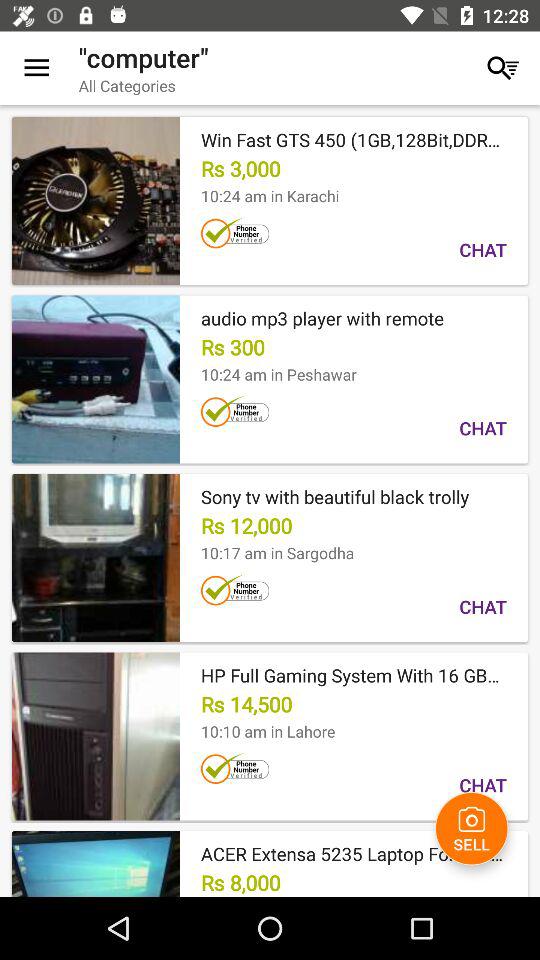 FAKE
12:28
"computer"
All Categories
Win Fast GTS 450 (1GB,128Bit,DDR...
Rs 3,000
10:24 am in Karachi
Phone
Number
Verified
CHAT
audio mp3 player with remote
Rs 300
10:24 am in Peshawar
Phone
Number
Verified
CHAT
Sony tv with beautiful black trolly
Rs 12,000
10:17 am in Sargodha
Phone
Number
Verified
CHAT
HP Full Gaming System With 16 GB...
Rs 14,500
10:10 am in Lahore
Phone
Number
Verified
CHAT
SELL
ACER Extensa 5235 Laptop
Rs 8,000